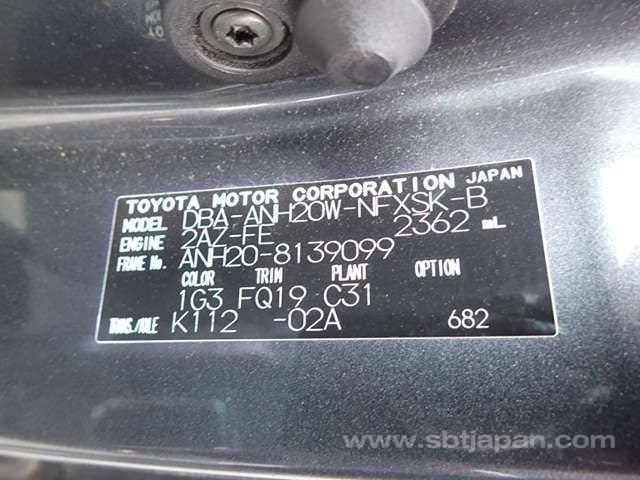 TOYOTA MOTOR CORPORATION JAPAN
MODEL DBA-ANH20W-NFXSK-B
ENGINE 2AZ-FE 2362 mL
FRAME No. ANH20-8139099
COLOR TRIM PLANT OPTION
1G3 FQ19 C31
TRANS./AXLE K112 -02A 682
www.sbtjapan.com